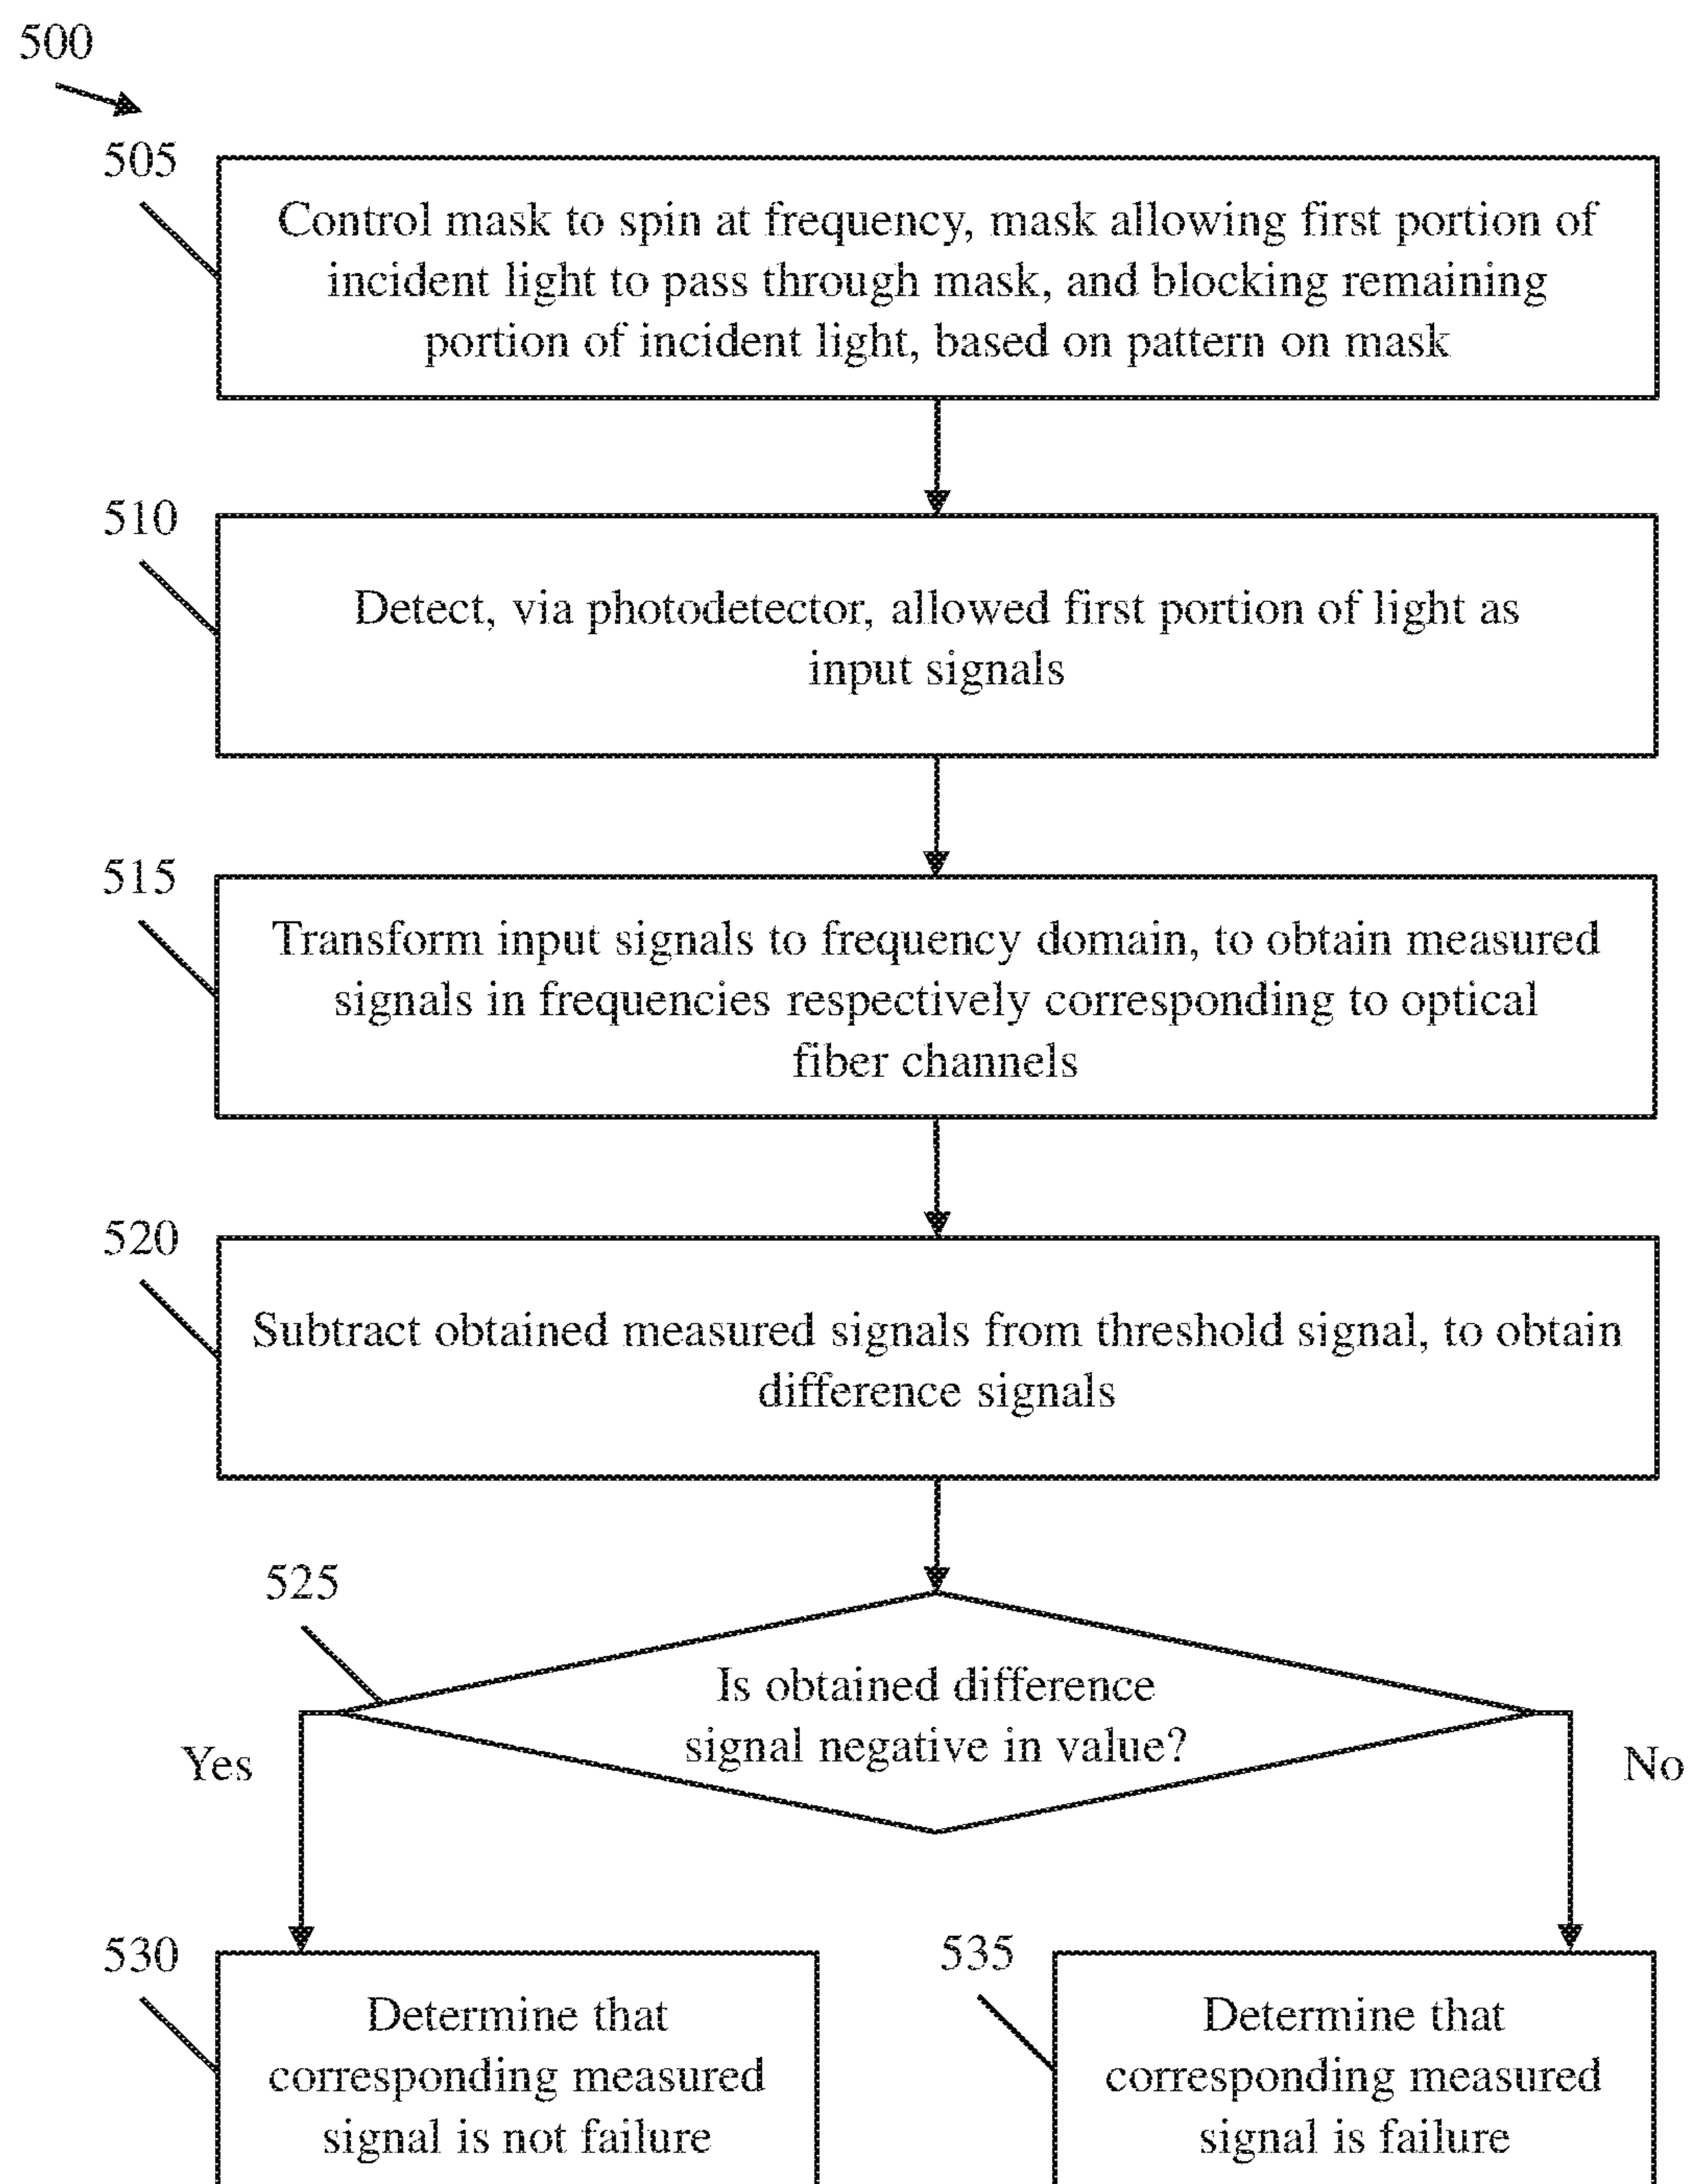 500
505
Control mask to spin at frequency, mask allowing first portion of
incident light to pass through mask, and blocking remaining
portion of incident light, based on pattern on mask
510
Detect, via photodetector, allowed first portion of light as
input signals
515
Transform input signals to frequency domain, to obtain measured
signals in frequencies respectively corresponding to optical
fiber channels
520
Subtract obtained measured signals from threshold signal, to obtain
difference signals
525
Is obtained difference
signal negative in value?
Yes
No
530
Determine that
corresponding measured
signal is not failure
535
Determine that
corresponding measured
signal is failure